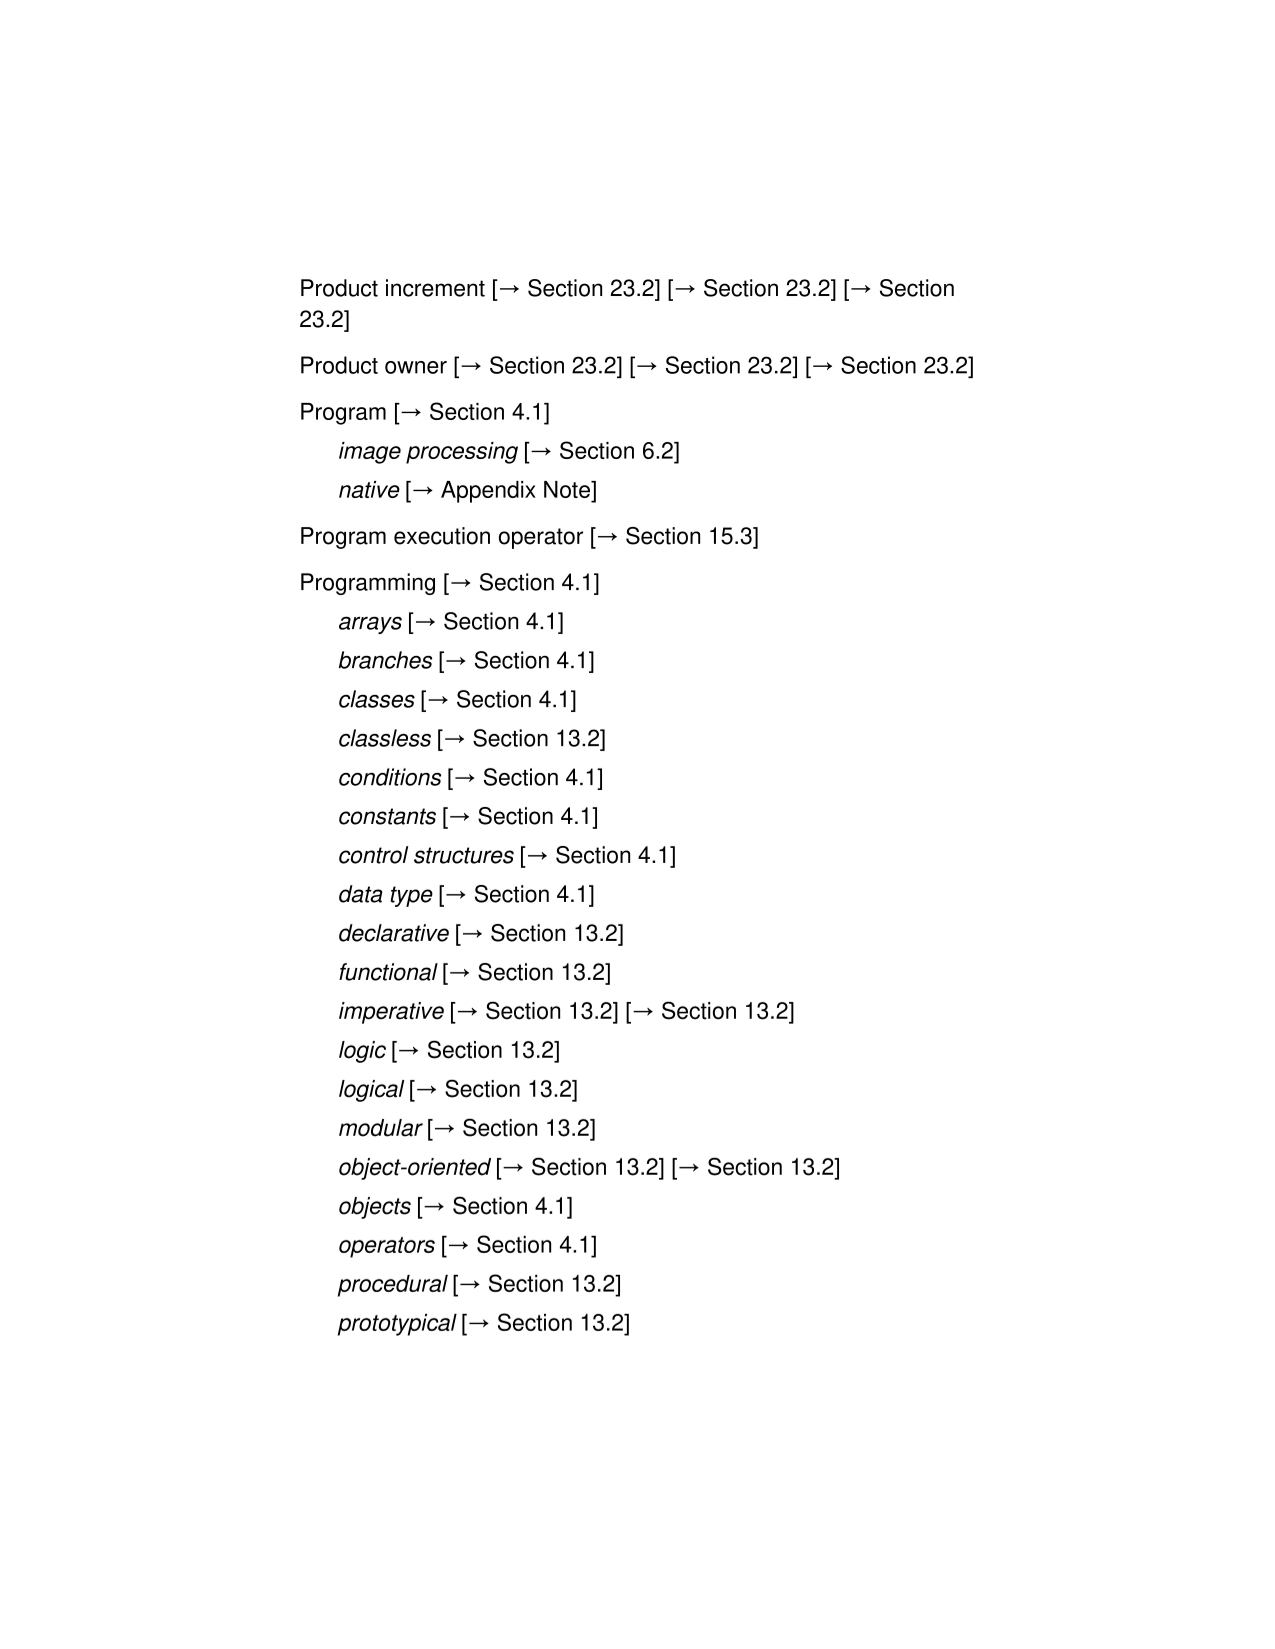 Product increment [→ Section 23.2] [→ Section 23.2] [→ Section
23.2]
Product owner [→ Section 23.2] [→ Section 23.2] [→ Section 23.2]
Program [→ Section 4.1]
image processing [→ Section 6.2]
native [→ Appendix Note]
Program execution operator [→ Section 15.3]
Programming [→ Section 4.1]
arrays [→ Section 4.1]
branches [→ Section 4.1]
classes [→ Section 4.1]
classless [→ Section 13.2]
conditions [→ Section 4.1]
constants [→ Section 4.1]
control structures [→ Section 4.1]
data type [→ Section 4.1]
declarative [→ Section 13.2]
functional [→ Section 13.2]
imperative [→ Section 13.2] [→ Section 13.2]
logic [→ Section 13.2]
logical [→ Section 13.2]
modular [→ Section 13.2]
object-oriented [→ Section 13.2] [→ Section 13.2]
objects [→ Section 4.1]
operators [→ Section 4.1]
procedural [→ Section 13.2]
prototypical [→ Section 13.2]